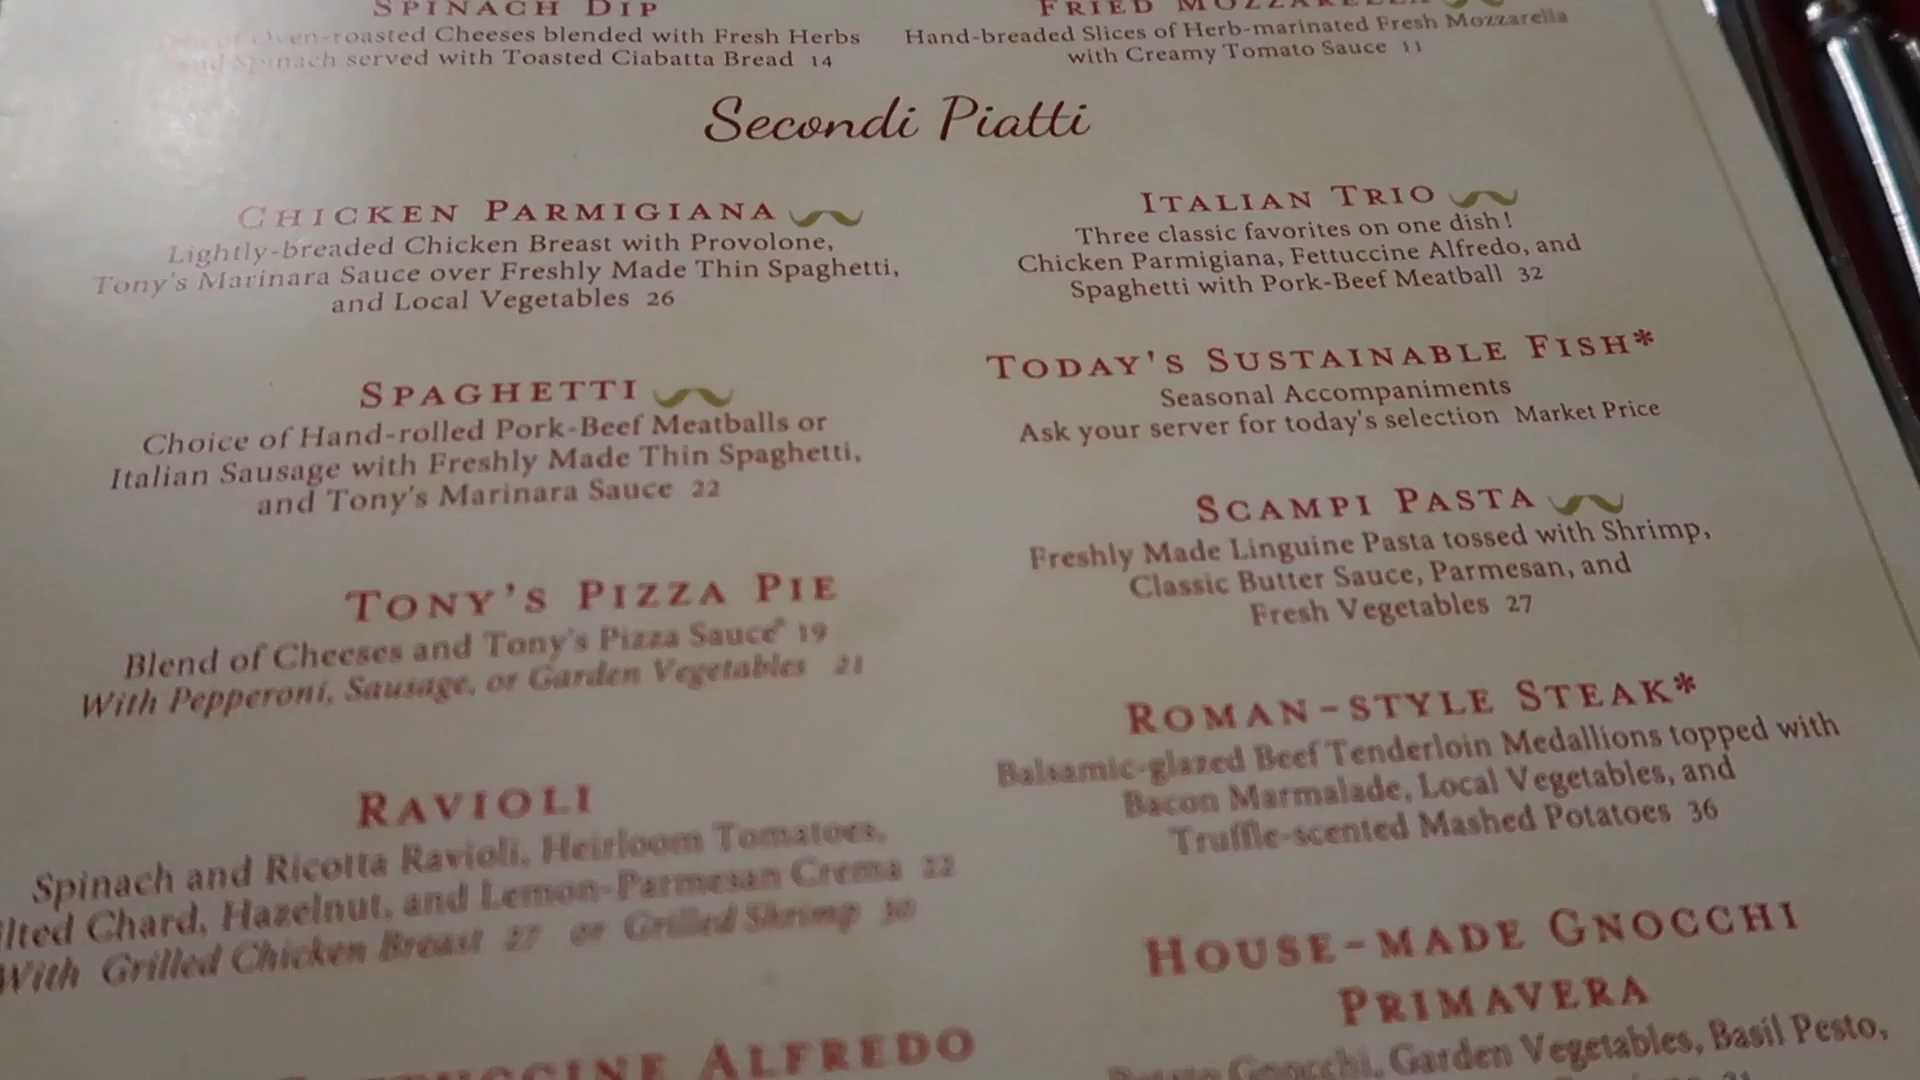 SPINACH DIP
Oven-roasted Cheeses blended with Fresh Herbs
and Spinach served with Toasted Ciabatta Bread 14
FRIED MOZZARELLA
Hand-breaded Slices of Herb-marinated Fresh Mozzarella
with Creamy Tomato Sauce 11
Secondi Piatti
CHICKEN PARMIGIANA
Lightly-breaded Chicken Breast with Provolone,
Tony's Marinara Sauce over Freshly Made Thin Spaghetti,
and Local Vegetables 26
SPAGHETTI
Choice of Hand-rolled Pork-Beef Meatballs or
Italian Sausage with Freshly Made Thin Spaghetti,
and Tony's Marinara Sauce 22
TONY'S PIZZA PIE
Blend of Cheeses and Tony's Pizza Sauce 19
With Pepperoni, Sausage, or Garden Vegetables 21
RAVIOLI
Spinach and Ricotta Ravioli, Heirloom Tomatoes,
Chard, Hazelnut, and Lemon-Parmesan Crema 22
With Grilled Chicken Breast 27 or Grilled Shrimp 30
ALFREDO
ITALIAN TRIO
Three classic favorites on one dish!
Chicken Parmigiana, Fettuccine Alfredo, and
Spaghetti with Pork-Beef Meatball 32
TODAY'S SUSTAINABLE FISH*
Seasonal Accompaniments
Ask your server for today's selection Market Price
SCAMPI PASTA
Freshly Made Linguine Pasta tossed with Shrimp,
Classic Butter Sauce, Parmesan, and
Fresh Vegetables 27
ROMAN-STYLE STEAK*
Balsamic-glazed Beef Tenderloin Medallions topped with
Bacon Marmalade, Local Vegetables, and
Truffle-scented Mashed Potatoes 36
HOUSE-MADE GNOCCHI
PRIMAVERA
Potato Gnocchi, Garden Vegetables, Basil Pesto,